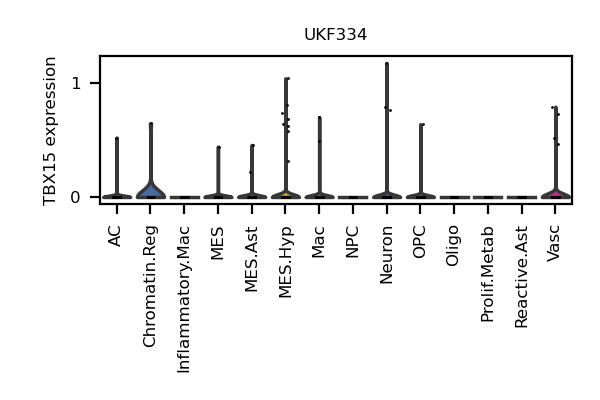 UKF334
TBX15 expression
1
0
AC
Chromatin.Reg
Inflammatory.Mac
MES
MES.Ast
MES.Hyp
Mac
NPC
Neuron
OPC
Oligo
Prolif.Metab
Reactive.Ast
Vasc